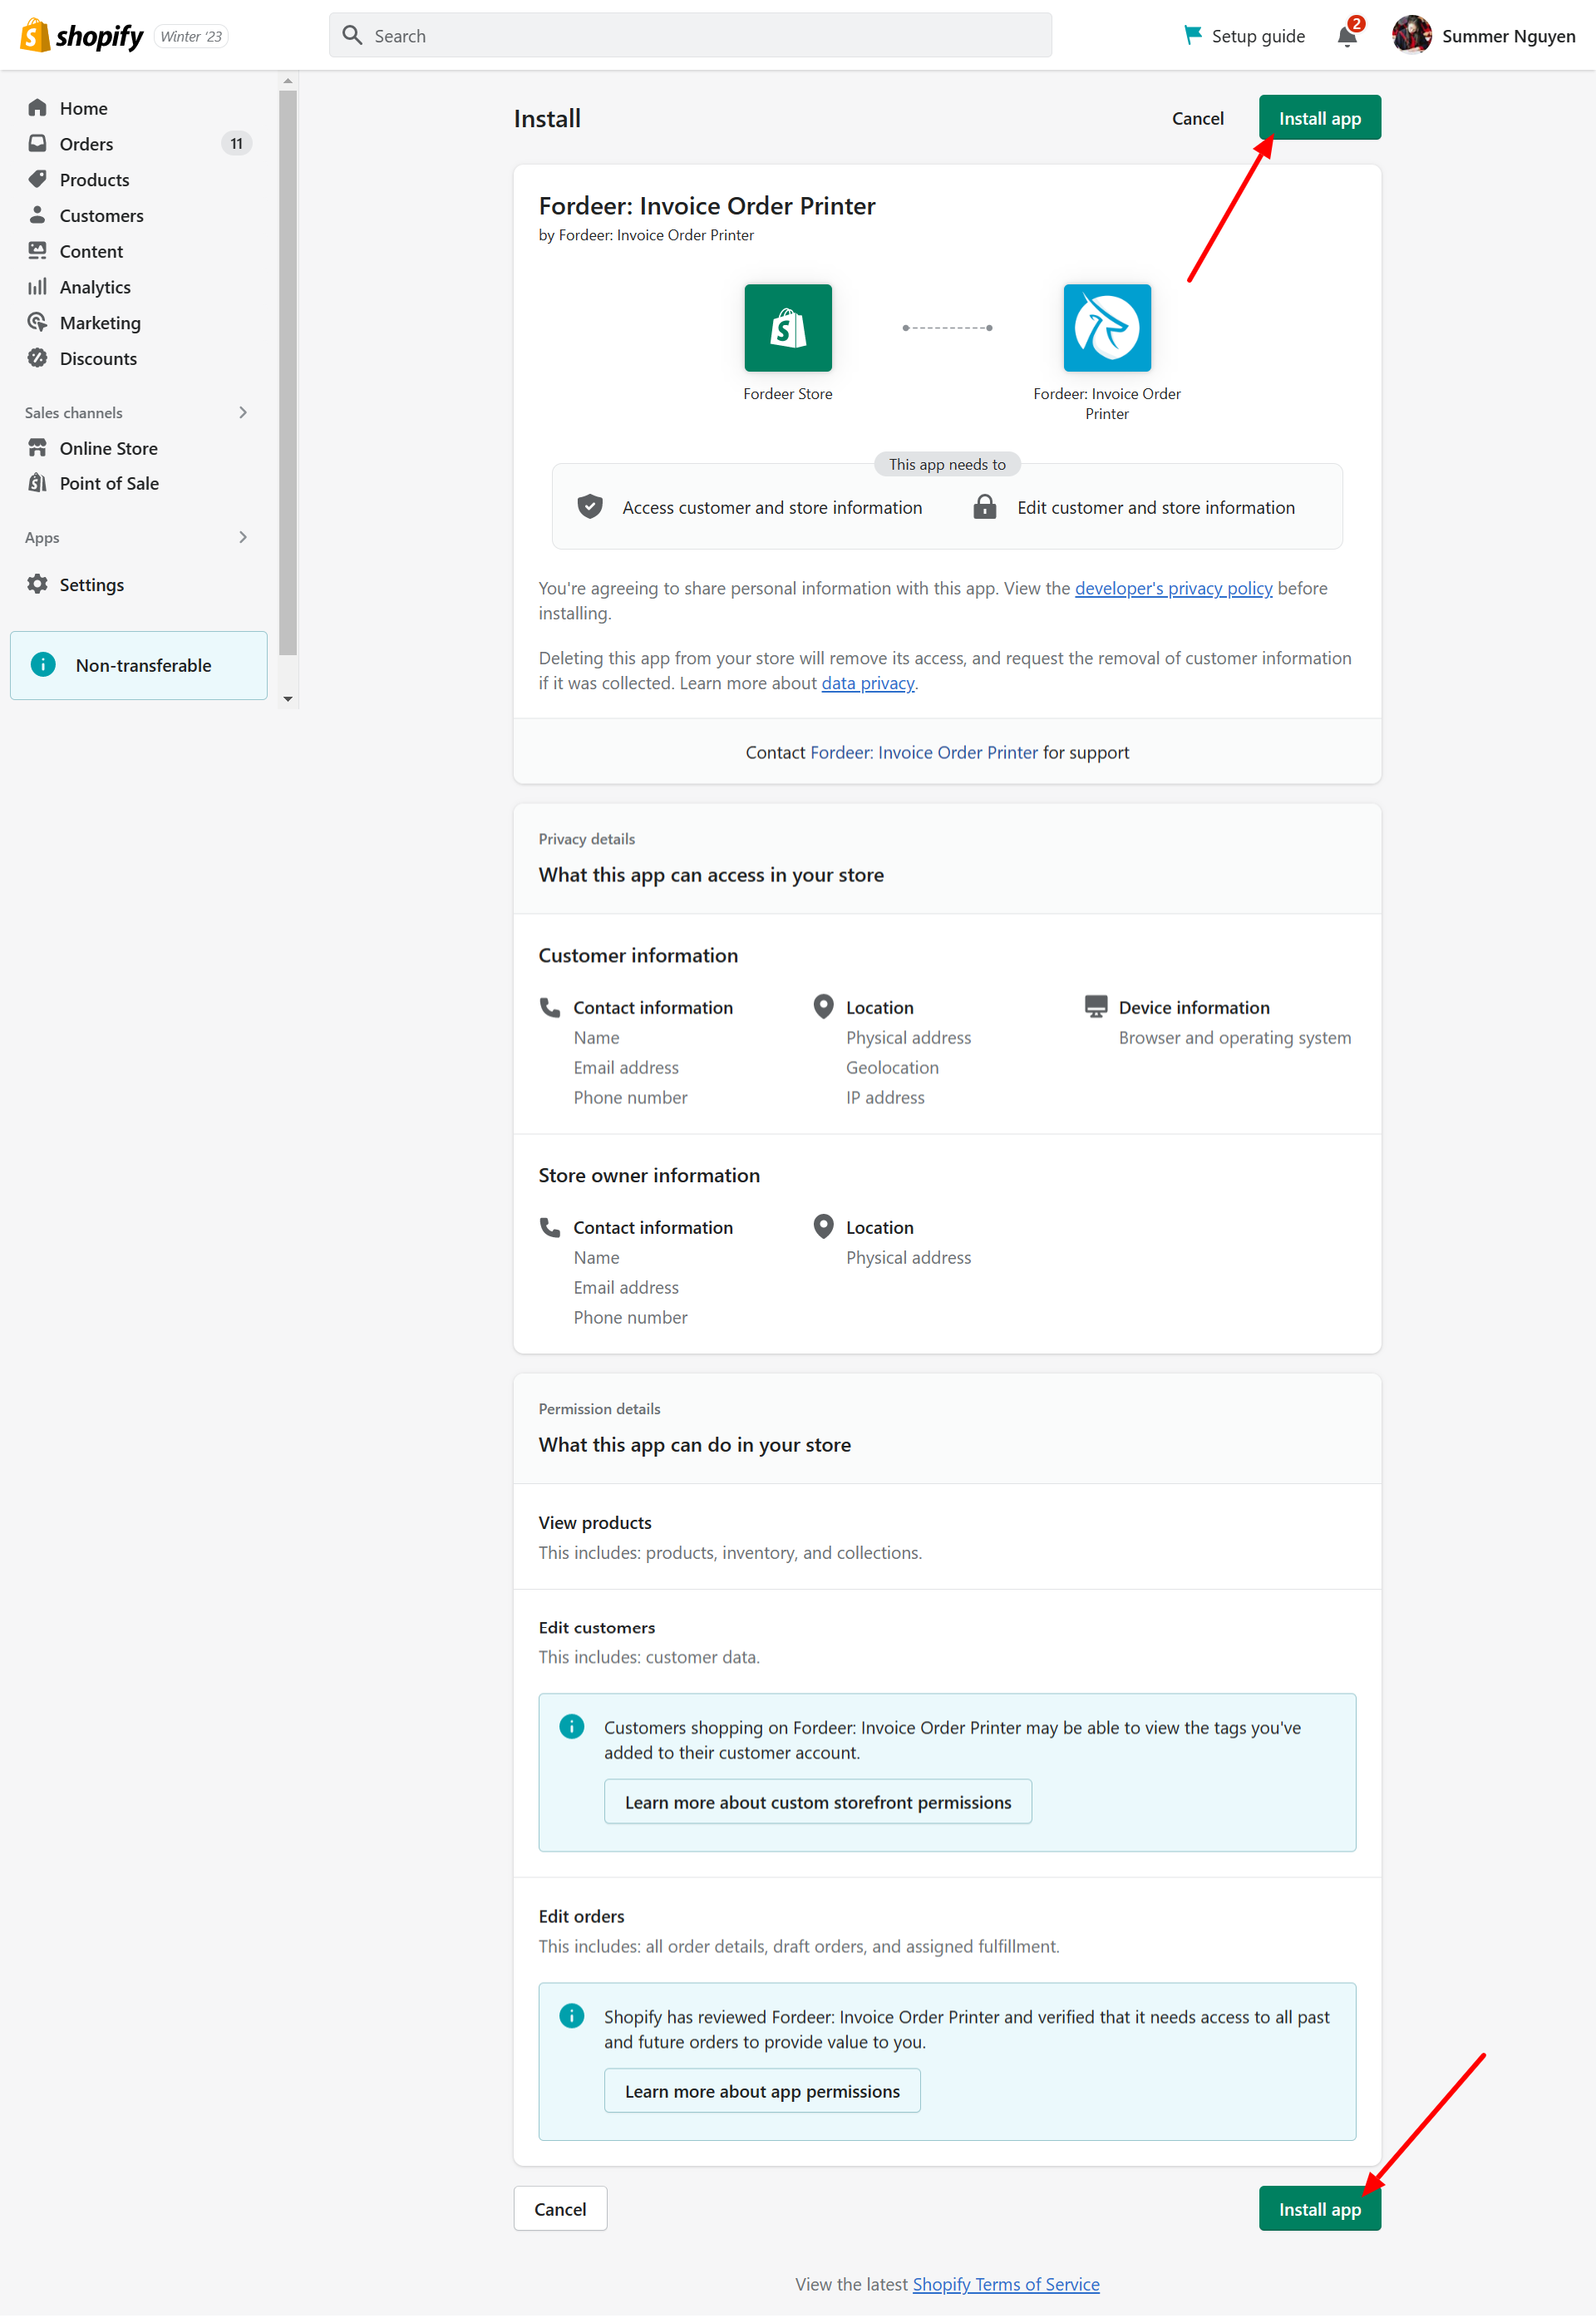 shopify
Winter '23
Search
Setup guide
2
Summer Nguyen
Home
Orders
11
Products
Customers
Content
Analytics
Marketing
Discounts
Sales channels
Online Store
Point of Sale
Apps
Settings
Non-transferable
Install
Cancel
Install app
Fordeer: Invoice Order Printer
by Fordeer: Invoice Order Printer
Fordeer Store
Fordeer: Invoice Order
Printer
This app needs to
Access customer and store information
Edit customer and store information
You're agreeing to share personal information with this app. View the developer's privacy policy before
installing.
Deleting this app from your store will remove its access, and request the removal of customer information
if it was collected. Learn more about data privacy.
Contact Fordeer: Invoice Order Printer for support
Privacy details
What this app can access in your store
Customer information
Contact information
Name
Email address
Phone number
Location
Physical address
Geolocation
IP address
Device information
Browser and operating system
Store owner information
Contact information
Name
Email address
Phone number
Location
Physical address
Permission details
What this app can do in your store
View products
This includes: products, inventory, and collections.
Edit customers
This includes: customer data.
Customers shopping on Fordeer: Invoice Order Printer may be able to view the tags you've
added to their customer account.
Learn more about custom storefront permissions
Edit orders
This includes: all order details, draft orders, and assigned fulfillment.
Shopify has reviewed Fordeer: Invoice Order Printer and verified that it needs access to all past
and future orders to provide value to you.
Learn more about app permissions
Cancel
Install app
View the latest Shopify Terms of Service